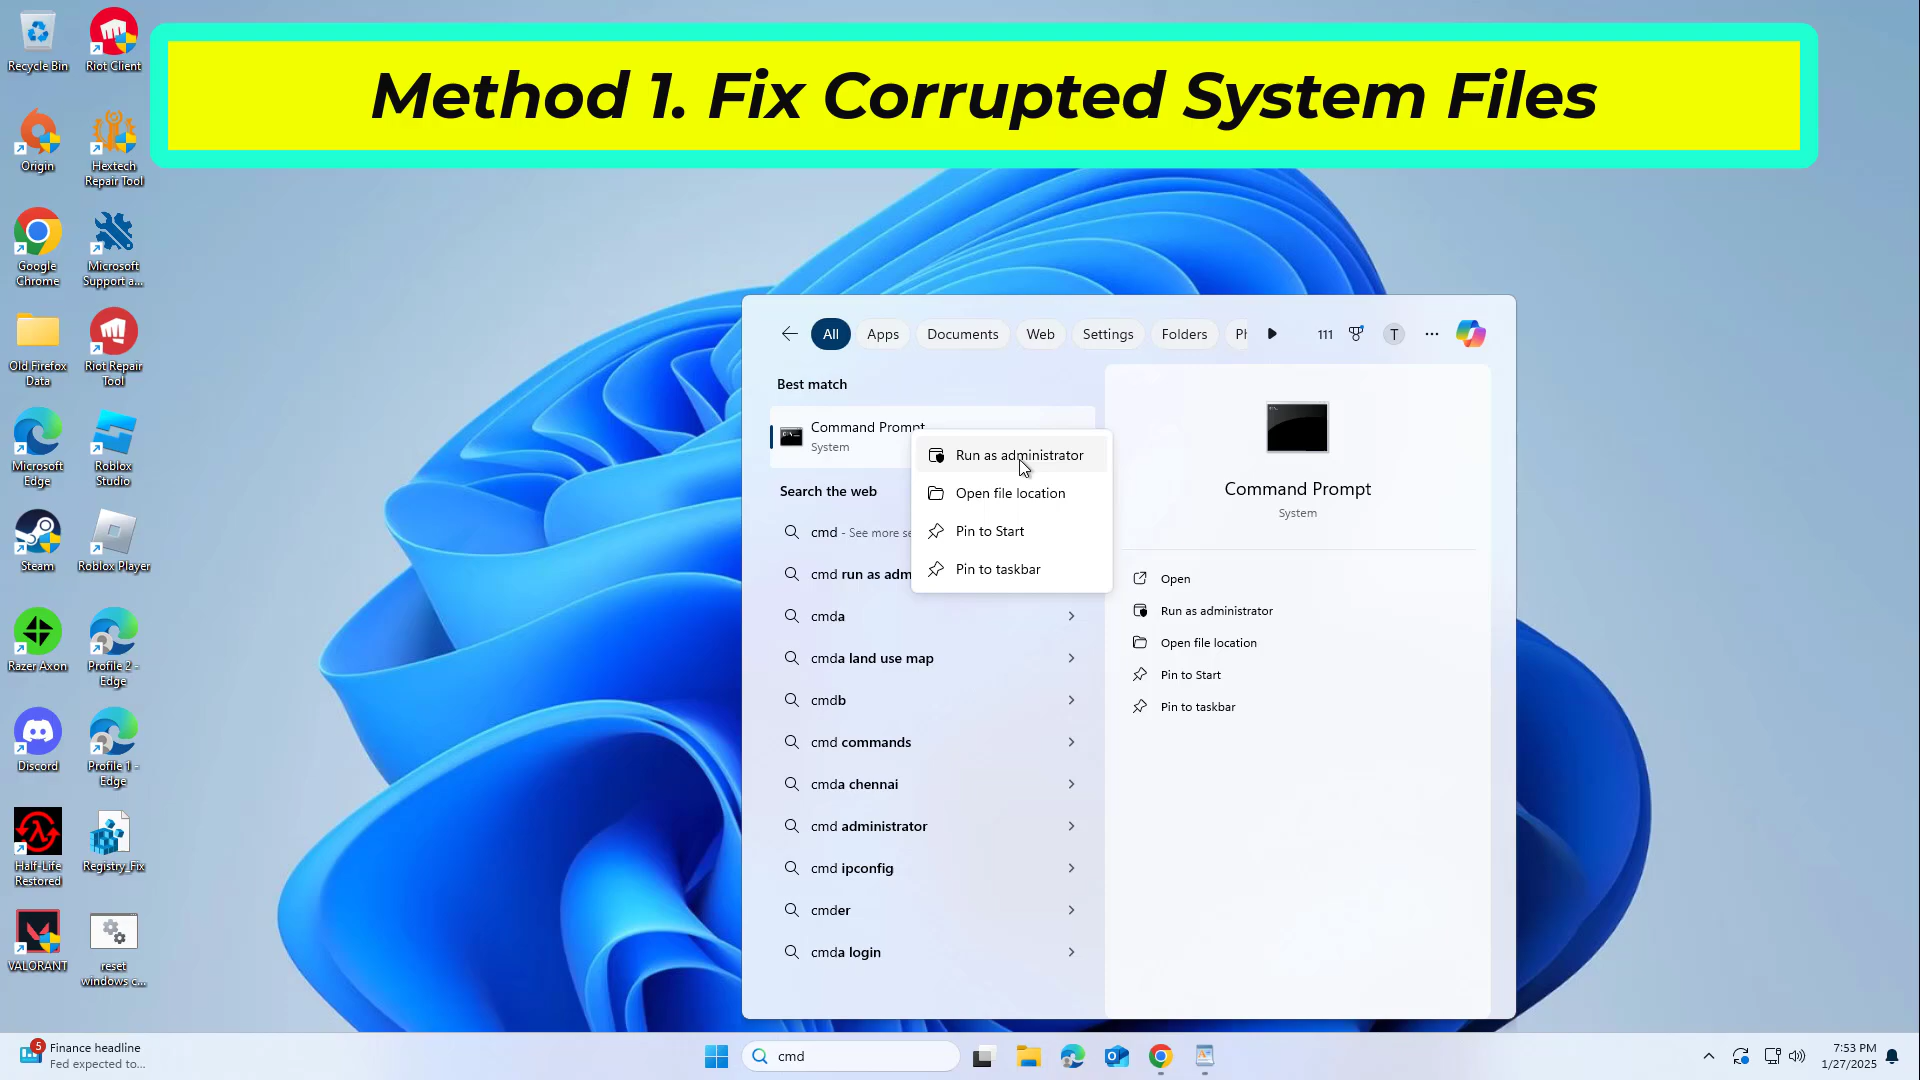 Method 1. Fix Corrupted System Files
Recycle Bin
Riot Client
Origin
Hextech
Repair Tool
Google
Chrome
Microsoft
Support a...
Old Firefox
Data
Riot Repair
Tool
Microsoft
Edge
Roblox
Studio
Steam
Roblox Player
Razer Axon
Profile 2 -
Edge
Discord
Profile 1 -
Edge
Half-Life
Restored
Registry_Fix
VALORANT
reset
windows c...
All
Apps
Documents
Web
Settings
Folders
111
T
Best match
Command Prompt
System
Run as administrator
Open file location
Pin to Start
Pin to taskbar
Search the web
cmd - See more se
cmd run as adm
cmda
cmda land use map
cmdb
cmd commands
cmda chennai
cmd administrator
cmd ipconfig
cmder
cmda login
Command Prompt
System
Open
Run as administrator
Open file location
Pin to Start
Pin to taskbar
5
Finance headline
Fed expected to...
cmd
7:53 PM
1/27/2025